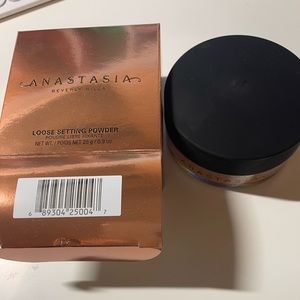 ANASTASIA
BEVERLY HILLS
LOOSE SETTING POWDER
POUDRE LIBRE FIXANTE
NET WT. / POIDS NET 25 g / 0.9 oz
6 89304 25004 7
ANASTASIA